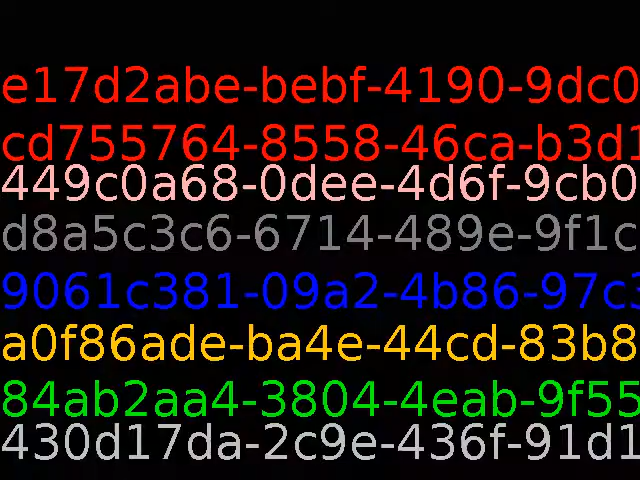 e17d2abe-bebf-4190-9dc0
cd755764-8558-46ca-b3d1
449c0a68-0dee-4d6f-9cb0
d8a5c3c6-6714-489e-9f1c
9061c381-09a2-4b86-97c3
a0f86ade-ba4e-44cd-83b8
84ab2aa4-3804-4eab-9f55
430d17da-2c9e-436f-91d1